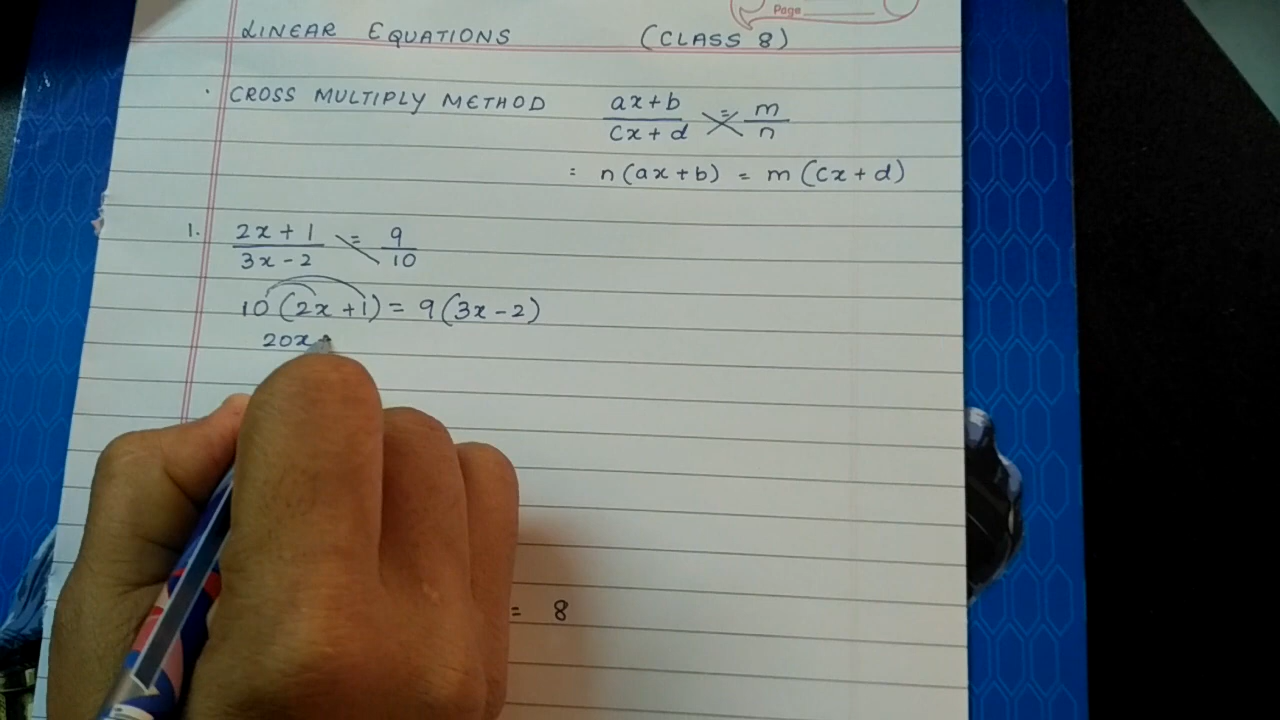 Page
LINEAR EQUATIONS (CLASS 8)
· CROSS MULTIPLY METHOD (ax+b)/(cx+d) = m/n
: n(ax+b) = m(cx+d)
1. (2x+1)/(3x-2) = 9/10
10(2x+1) = 9(3x-2)
20x
= 8